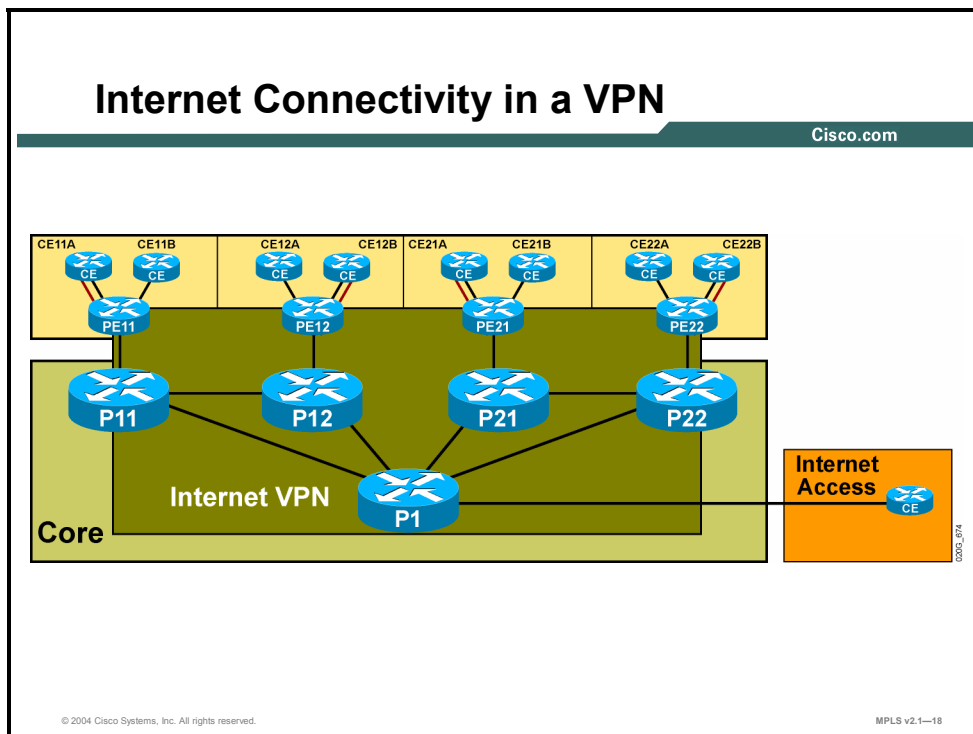 Internet Connectivity in a VPN
Cisco.com
CE11A CE11B CE12A CE12B CE21A CE21B CE22A CE22B
CE CE CE CE CE CE CE CE
PE11 PE12 PE21 PE22
P11 P12 P21 P22
Internet
Access
Internet VPN
P1
CE
Core
020G_674
© 2004 Cisco Systems, Inc. All rights reserved.
MPLS v2.1—18